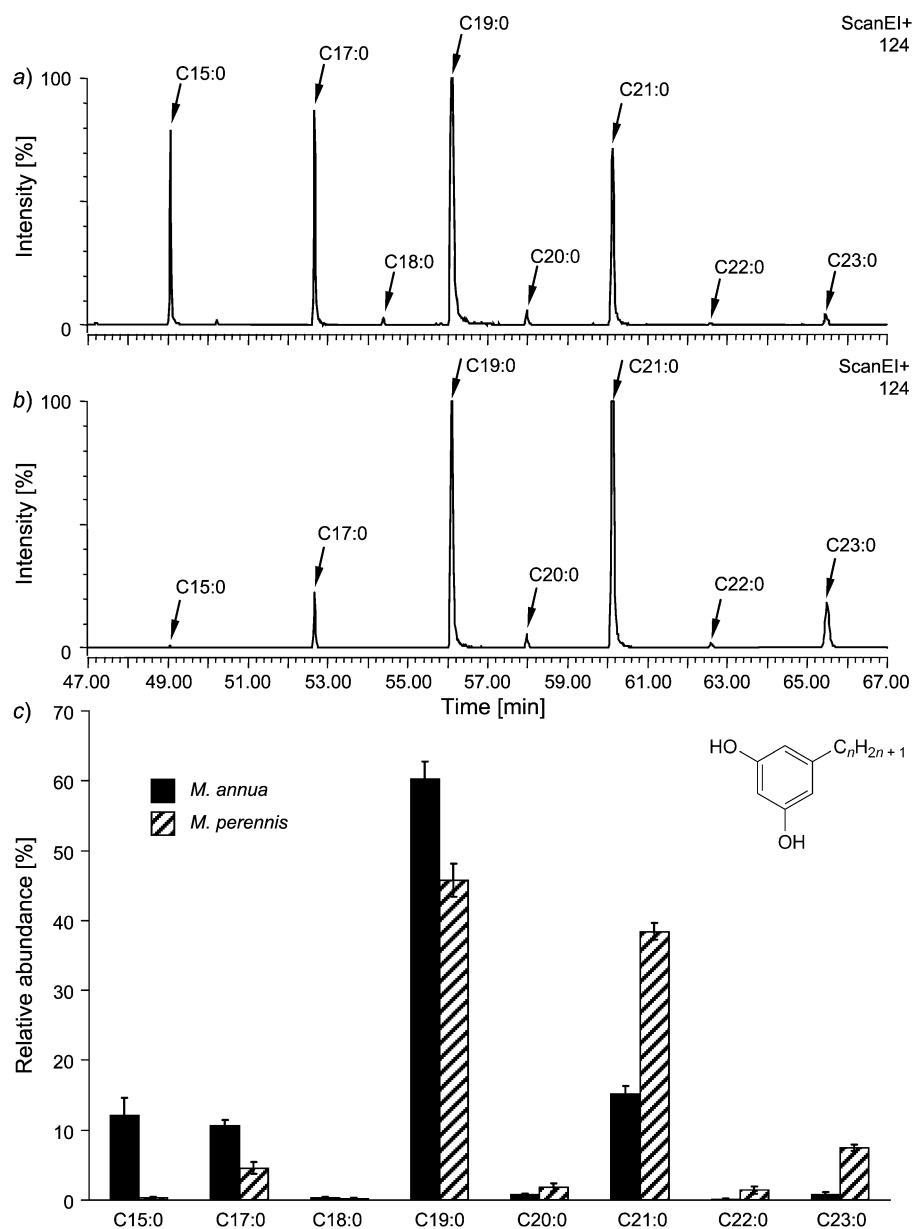 C19:0
ScanEI+
124
a) 100
C15:0
C17:0
C21:0
Intensity [%]
C18:0
C20:0
C22:0
C23:0
0
C19:0
C21:0
ScanEI+
124
b) 100
Intensity [%]
C17:0
C23:0
C15:0
C20:0
C22:0
0
47.00 49.00 51.00 53.00 55.00 57.00 59.00 61.00 63.00 65.00 67.00
Time [min]
c) 70
60
50
40
30
20
10
0
Relative abundance [%]
M. annua
M. perennis
HO
CnH2n + 1
OH
C15:0 C17:0 C18:0 C19:0 C20:0 C21:0 C22:0 C23:0